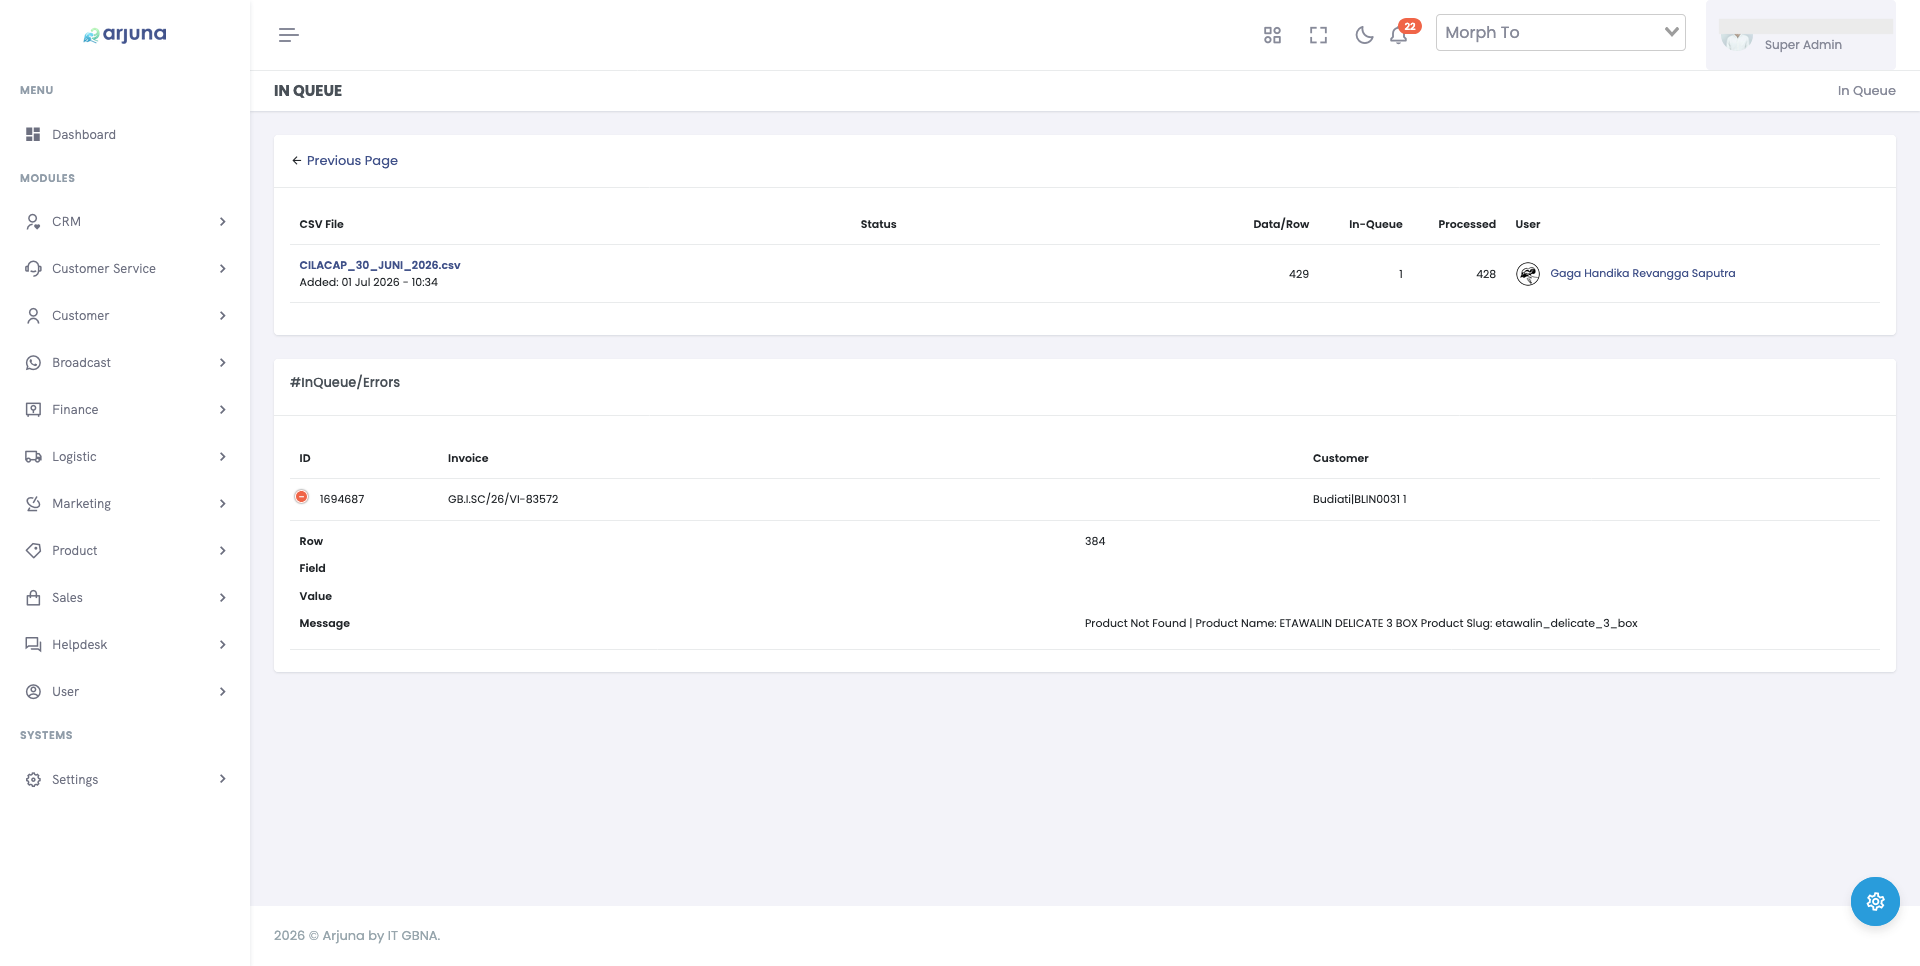 arjuna
22
Morph To
Super Admin
MENU
IN QUEUE
In Queue
Dashboard
MODULES
CRM
Customer Service
Customer
Broadcast
Finance
Logistic
Marketing
Product
Sales
Helpdesk
User
SYSTEMS
Settings
← Previous Page
CSV File Status Data/Row In-Queue Processed User
CILACAP_30_JUNI_2026.csv
Added: 01 Jul 2026 - 10:34
429 1 428 Gaga Handika Revangga Saputra
#InQueue/Errors
ID Invoice Customer
1694687 GB.I.SC/26/VI-83572 Budiati|BLIN0031 1
Row 384
Field
Value
Message Product Not Found | Product Name: ETAWALIN DELICATE 3 BOX Product Slug: etawalin_delicate_3_box
2026 © Arjuna by IT GBNA.